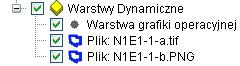 Warstwy Dynamiczne
Warstwa grafiki operacyjnej
Plik: N1E1-1-a.tif
Plik: N1E1-1-b.PNG